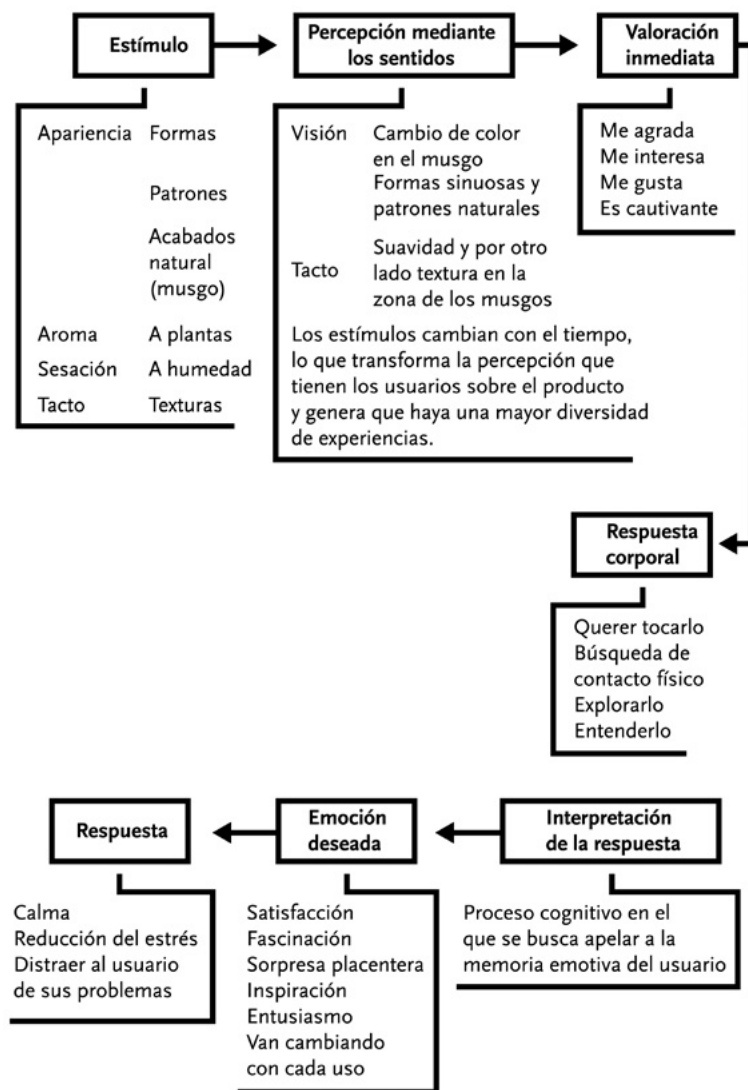 Estímulo
Percepción mediante
los sentidos
Valoración
inmediata
Apariencia Formas
Patrones
Acabados
natural
(musgo)
Aroma A plantas
Sesación A humedad
Tacto Texturas
Visión Cambio de color
en el musgo
Formas sinuosas y
patrones naturales
Tacto Suavidad y por otro
lado textura en la
zona de los musgos
Los estímulos cambian con el tiempo,
lo que transforma la percepción que
tienen los usuarios sobre el producto
y genera que haya una mayor diversidad
de experiencias.
Me agrada
Me interesa
Me gusta
Es cautivante
Respuesta
corporal
Querer tocarlo
Búsqueda de
contacto físico
Explorarlo
Entenderlo
Interpretación
de la respuesta
Proceso cognitivo en el
que se busca apelar a la
memoria emotiva del usuario
Emoción
deseada
Satisfacción
Fascinación
Sorpresa placentera
Inspiración
Entusiasmo
Van cambiando
con cada uso
Respuesta
Calma
Reducción del estrés
Distraer al usuario
de sus problemas